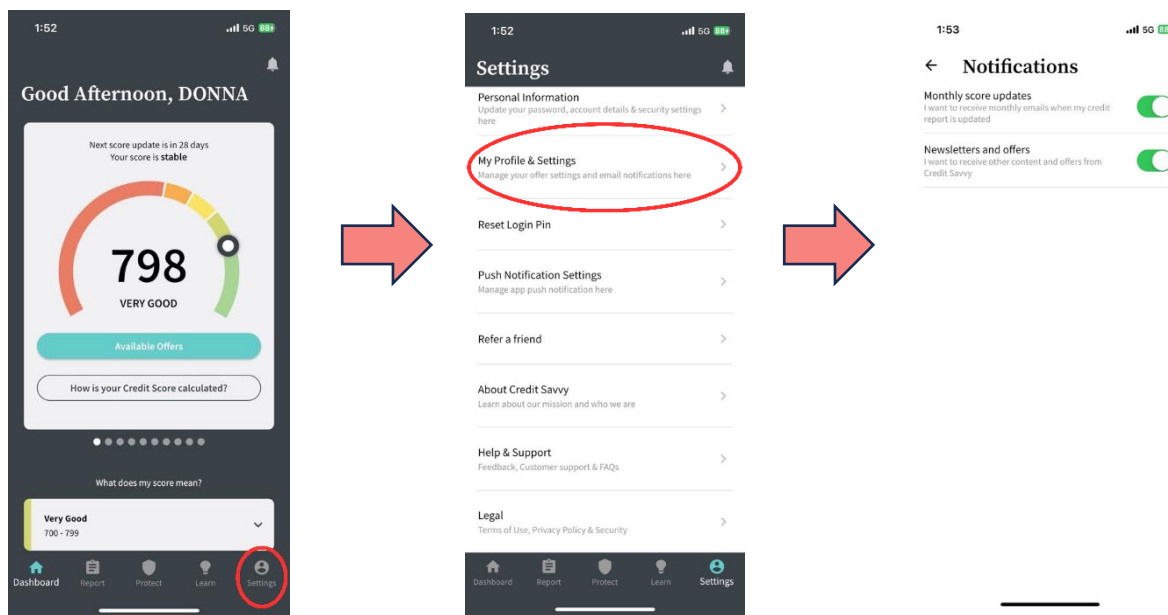 1:52
5G 88
Good Afternoon, DONNA
Next score update is in 28 days
Your score is stable
798
VERY GOOD
Available Offers
How is your Credit Score calculated?
What does my score mean?
Very Good
700 - 799
Dashboard
Report
Protect
Learn
Settings
1:52
5G 88
Settings
Personal Information
Update your password, account details & security settings
here
My Profile & Settings
Manage your offer settings and email notifications here
Reset Login Pin
Push Notification Settings
Manage app push notification here
Refer a friend
About Credit Savvy
Learn about our mission and who we are
Help & Support
Feedback, Customer support & FAQs
Legal
Terms of Use, Privacy Policy & Security
Dashboard
Report
Protect
Learn
Settings
1:53
5G
Notifications
Monthly score updates
I want to receive monthly emails when my credit
report is updated
Newsletters and offers
I want to receive other content and offers from
Credit Savvy